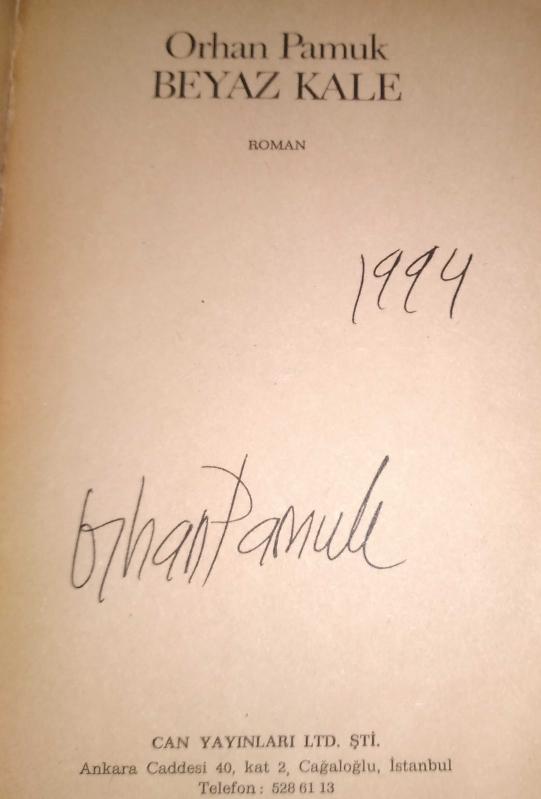 Orhan Pamuk
BEYAZ KALE
ROMAN
1994
Orhan Pamuk
CAN YAYINLARI LTD. ŞTİ.
Ankara Caddesi 40, kat 2, Cağaloğlu, İstanbul
Telefon : 528 61 13